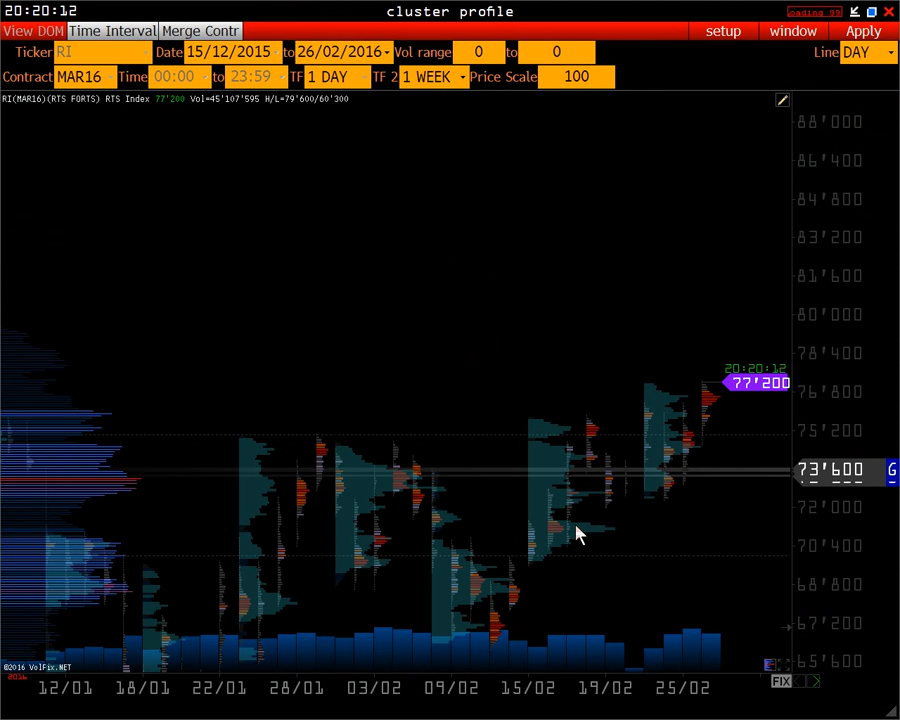 20:20:12 cluster profile loading 99
View DOM Time Interval Merge Contr setup window Apply
Ticker RI Date 15/12/2015 to 26/02/2016 Vol range 0 to 0 Line DAY
Contract MAR16 Time 00:00 to 23:59 TF 1 DAY TF 2 1 WEEK Price Scale 100
RI(MAR16)(RTS FORTS) RTS Index 77'200 Vol=45'107'595 H/L=79'600/60'300
88'000
86'400
84'800
83'200
81'600
80'000
78'400
20:20:12
77'200
76'800
75'200
73'600 G
72'000
70'400
68'800
67'200
65'600
©2016 VolFix.NET
2016
12/01 18/01 22/01 28/01 03/02 09/02 15/02 19/02 25/02 FIX